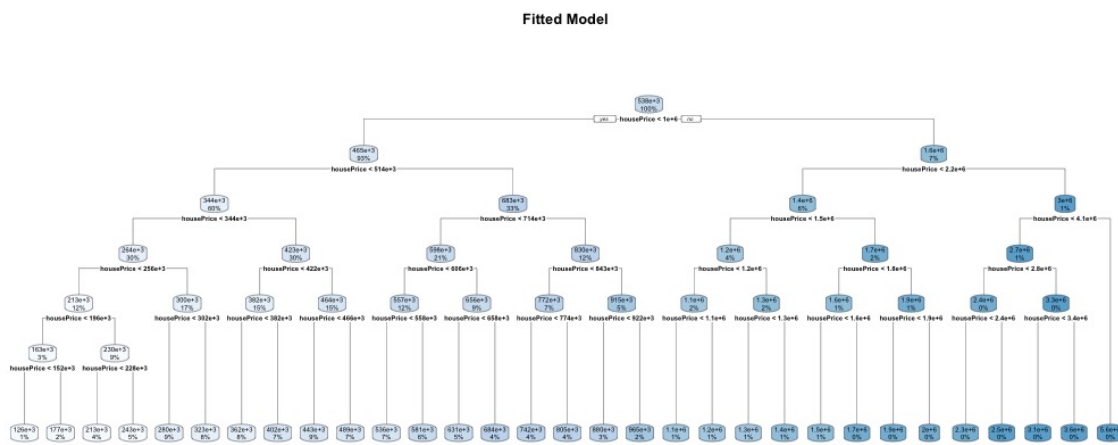 Fitted Model
538e+3
100%
yes housePrice < 1e+6 no
465e+3
93%
1.6e+6
7%
housePrice < 514e+3
housePrice < 2.2e+6
344e+3
60%
683e+3
33%
1.4e+6
6%
3e+6
1%
housePrice < 344e+3
housePrice < 714e+3
housePrice < 1.5e+6
housePrice < 4.1e+6
264e+3
30%
423e+3
30%
598e+3
21%
830e+3
12%
1.2e+6
4%
1.7e+6
2%
2.7e+6
1%
housePrice < 256e+3
housePrice < 422e+3
housePrice < 606e+3
housePrice < 843e+3
housePrice < 1.2e+6
housePrice < 1.8e+6
housePrice < 2.8e+6
213e+3
12%
300e+3
17%
382e+3
15%
464e+3
15%
557e+3
12%
656e+3
9%
772e+3
7%
915e+3
5%
1.1e+6
2%
1.3e+6
2%
1.6e+6
1%
1.9e+6
1%
2.4e+6
0%
3.3e+6
0%
housePrice < 196e+3
housePrice < 302e+3
housePrice < 382e+3
housePrice < 466e+3
housePrice < 558e+3
housePrice < 658e+3
housePrice < 774e+3
housePrice < 922e+3
housePrice < 1.1e+6
housePrice < 1.3e+6
housePrice < 1.6e+6
housePrice < 1.9e+6
housePrice < 2.4e+6
housePrice < 3.4e+6
163e+3
3%
239e+3
9%
housePrice < 152e+3
housePrice < 228e+3
126e+3
1%
177e+3
2%
213e+3
4%
243e+3
5%
280e+3
9%
323e+3
8%
362e+3
8%
402e+3
7%
443e+3
9%
489e+3
7%
536e+3
7%
581e+3
6%
631e+3
5%
684e+3
4%
742e+3
4%
805e+3
4%
880e+3
3%
965e+3
2%
1.1e+6
1%
1.2e+6
1%
1.3e+6
1%
1.4e+6
1%
1.5e+6
1%
1.7e+6
0%
1.9e+6
0%
2e+6
0%
2.3e+6
0%
2.5e+6
0%
3.1e+6
0%
3.6e+6
0%